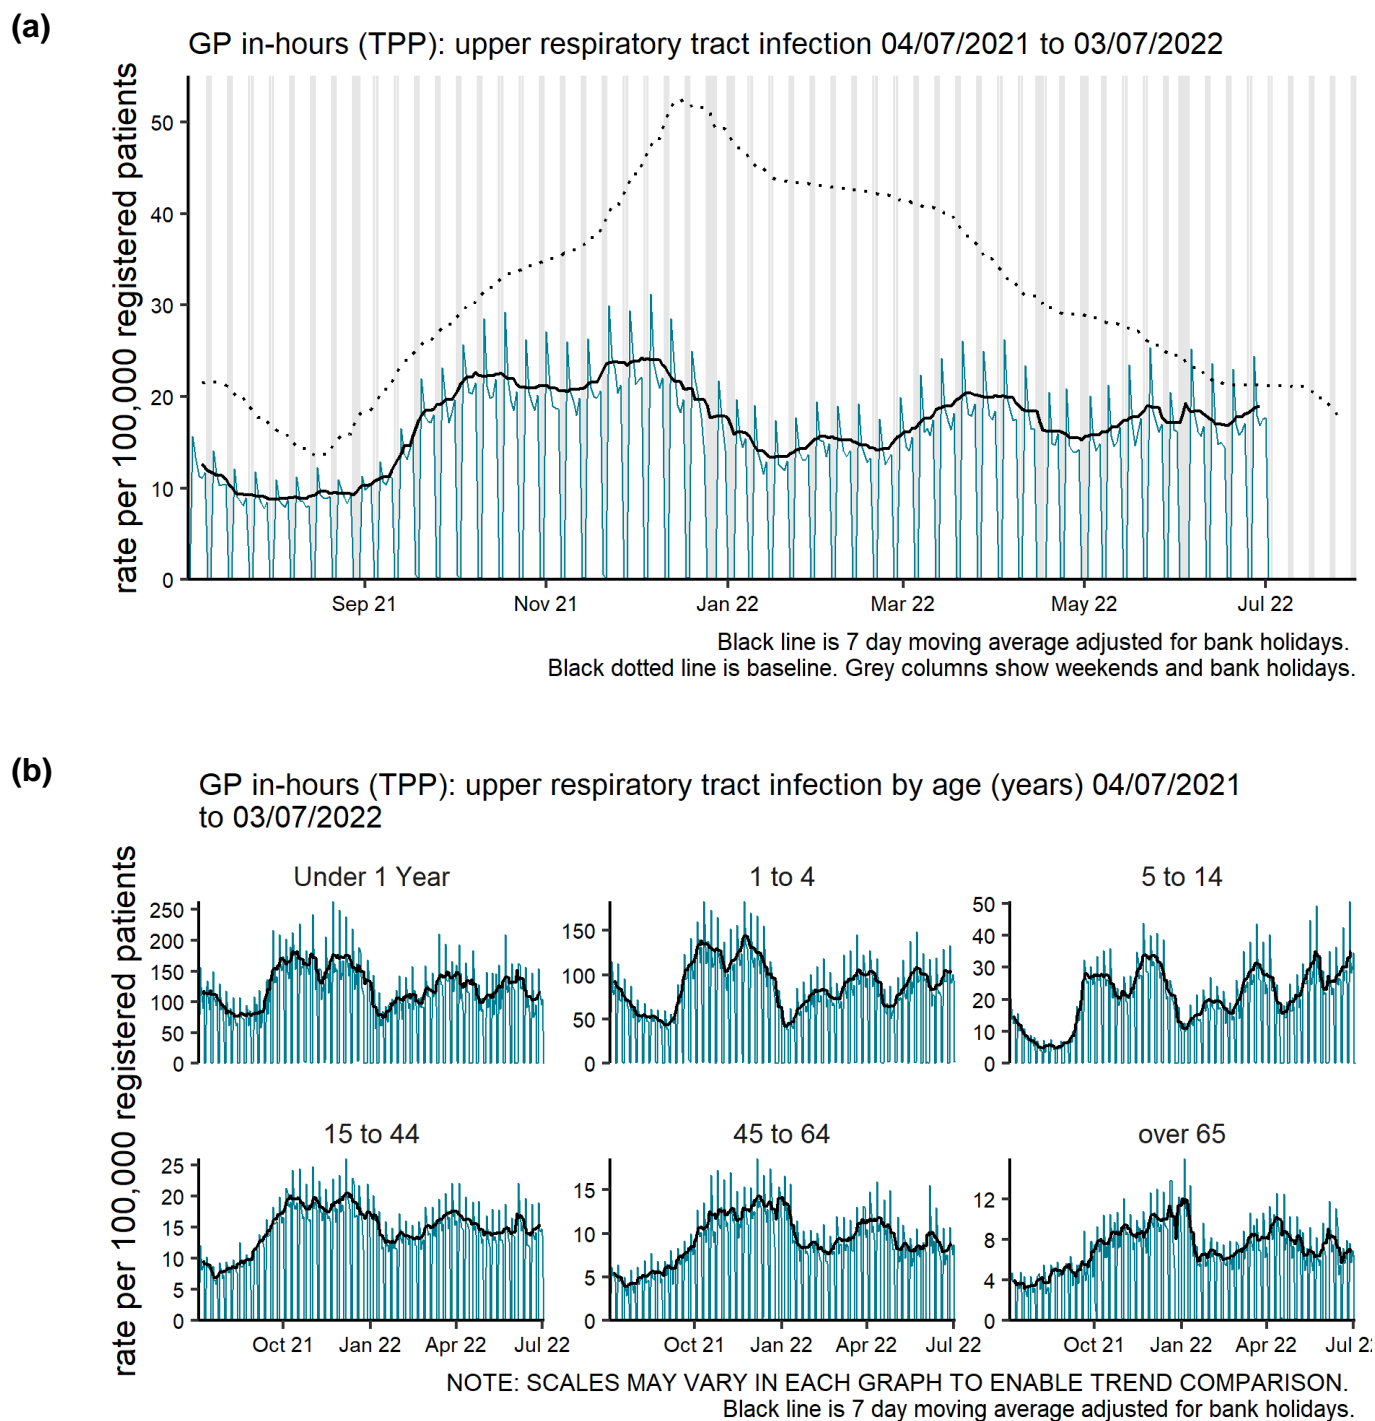 (a)
GP in-hours (TPP): upper respiratory tract infection 04/07/2021 to 03/07/2022
rate per 100,000 registered patients
50
40
30
20
10
0
Sep 21 Nov 21 Jan 22 Mar 22 May 22 Jul 22
Black line is 7 day moving average adjusted for bank holidays.
Black dotted line is baseline. Grey columns show weekends and bank holidays.
(b)
GP in-hours (TPP): upper respiratory tract infection by age (years) 04/07/2021
to 03/07/2022
rate per 100,000 registered patients
Under 1 Year
250
200
150
100
50
0
1 to 4
150
100
50
0
5 to 14
50
40
30
20
10
0
15 to 44
25
20
15
10
5
0
Oct 21 Jan 22 Apr 22 Jul 22
45 to 64
15
10
5
0
Oct 21 Jan 22 Apr 22 Jul 22
over 65
12
8
4
0
Oct 21 Jan 22 Apr 22 Jul 22
NOTE: SCALES MAY VARY IN EACH GRAPH TO ENABLE TREND COMPARISON.
Black line is 7 day moving average adjusted for bank holidays.